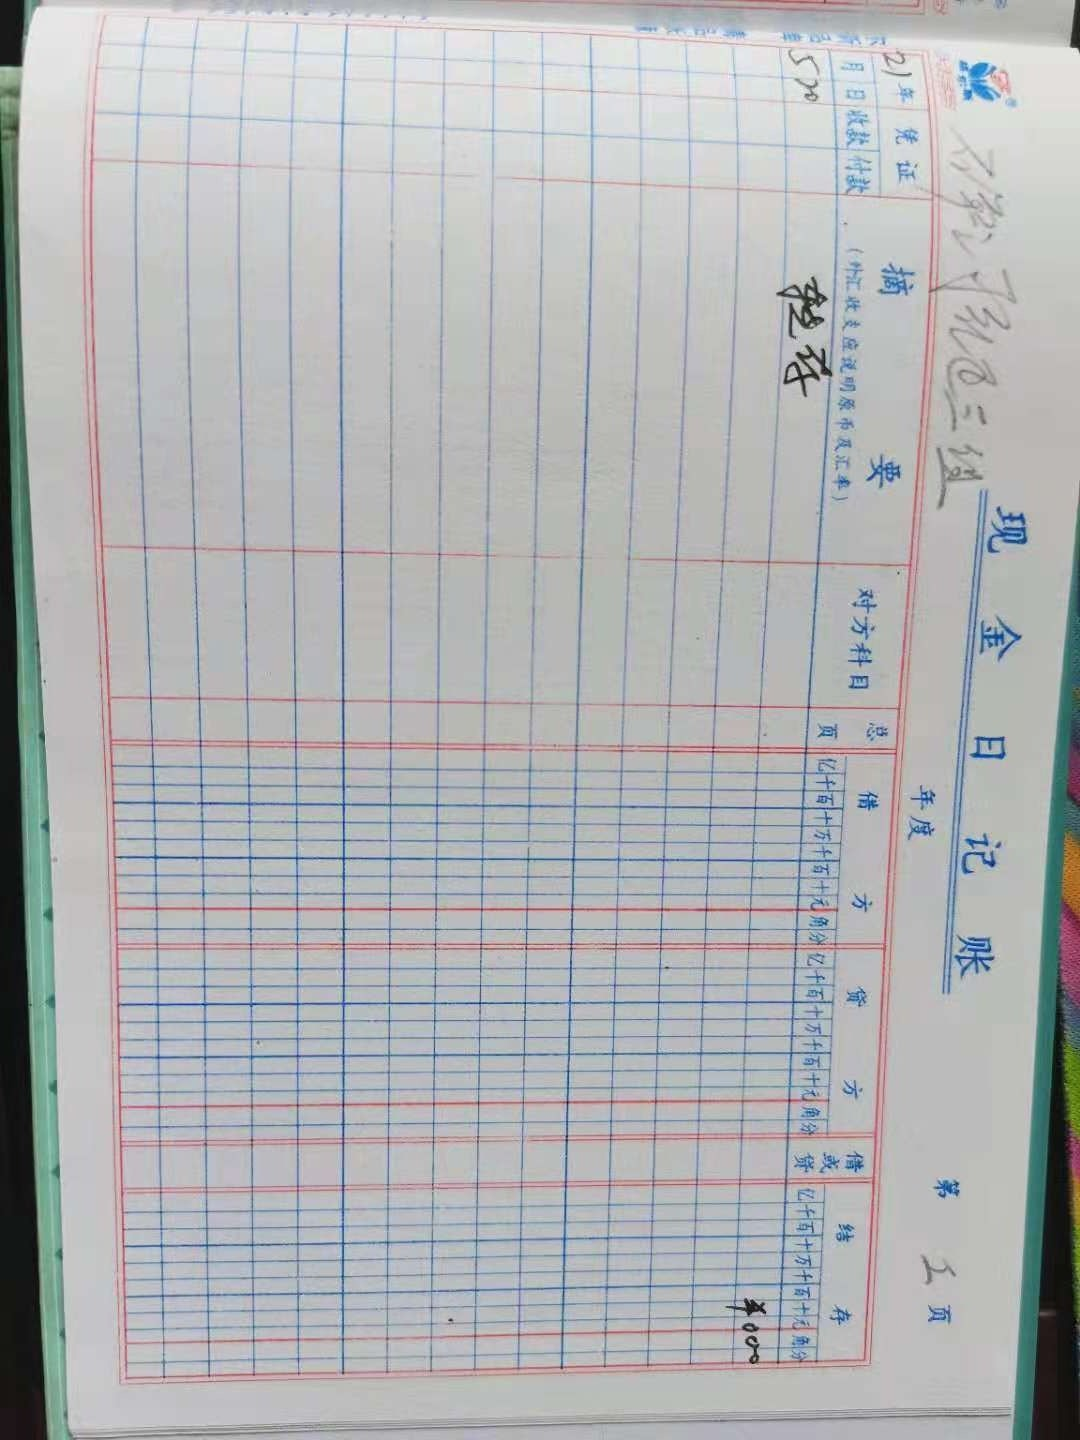 现金日记账
年度
第 页
21年 凭证 摘要 对方科目 总页 借方 贷方 借或贷 结存
月 日 收款 付款 (外汇收支应说明原币及汇率) 亿千百十万千百十元角分 亿千百十万千百十元角分 亿千百十万千百十元角分
5 20 ¥000